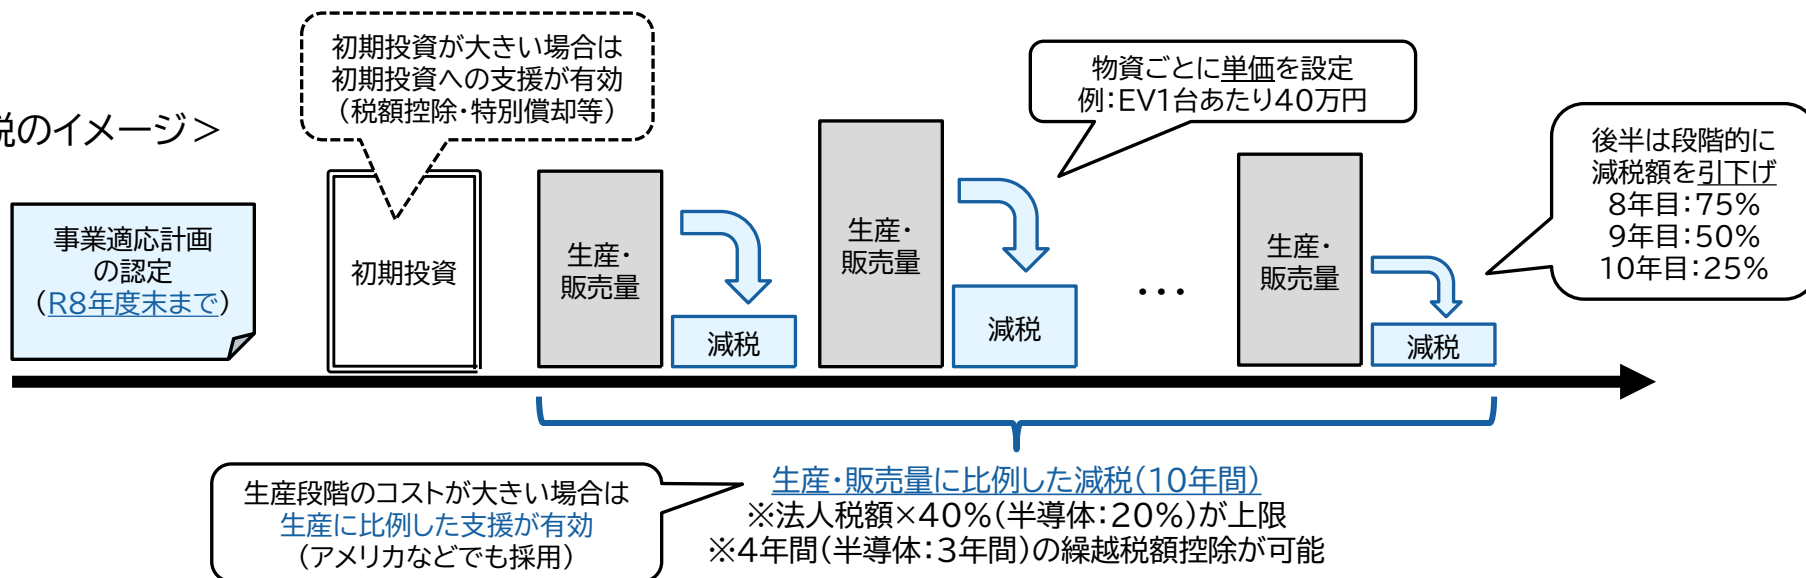 税のイメージ＞
事業適応計画
の認定
（R8年度末まで）
初期投資が大きい場合は
初期投資への支援が有効
（税額控除・特別償却等）
初期投資
生産・
販売量
減税
生産・
販売量
減税
物資ごとに単価を設定
例：EV1台あたり40万円
…
生産・
販売量
減税
後半は段階的に
減税額を引下げ
8年目：75%
9年目：50%
10年目：25%
生産段階のコストが大きい場合は
生産に比例した支援が有効
（アメリカなどでも採用）
生産・販売量に比例した減税（10年間）
※法人税額×40%（半導体：20%）が上限
※4年間（半導体：3年間）の繰越税額控除が可能